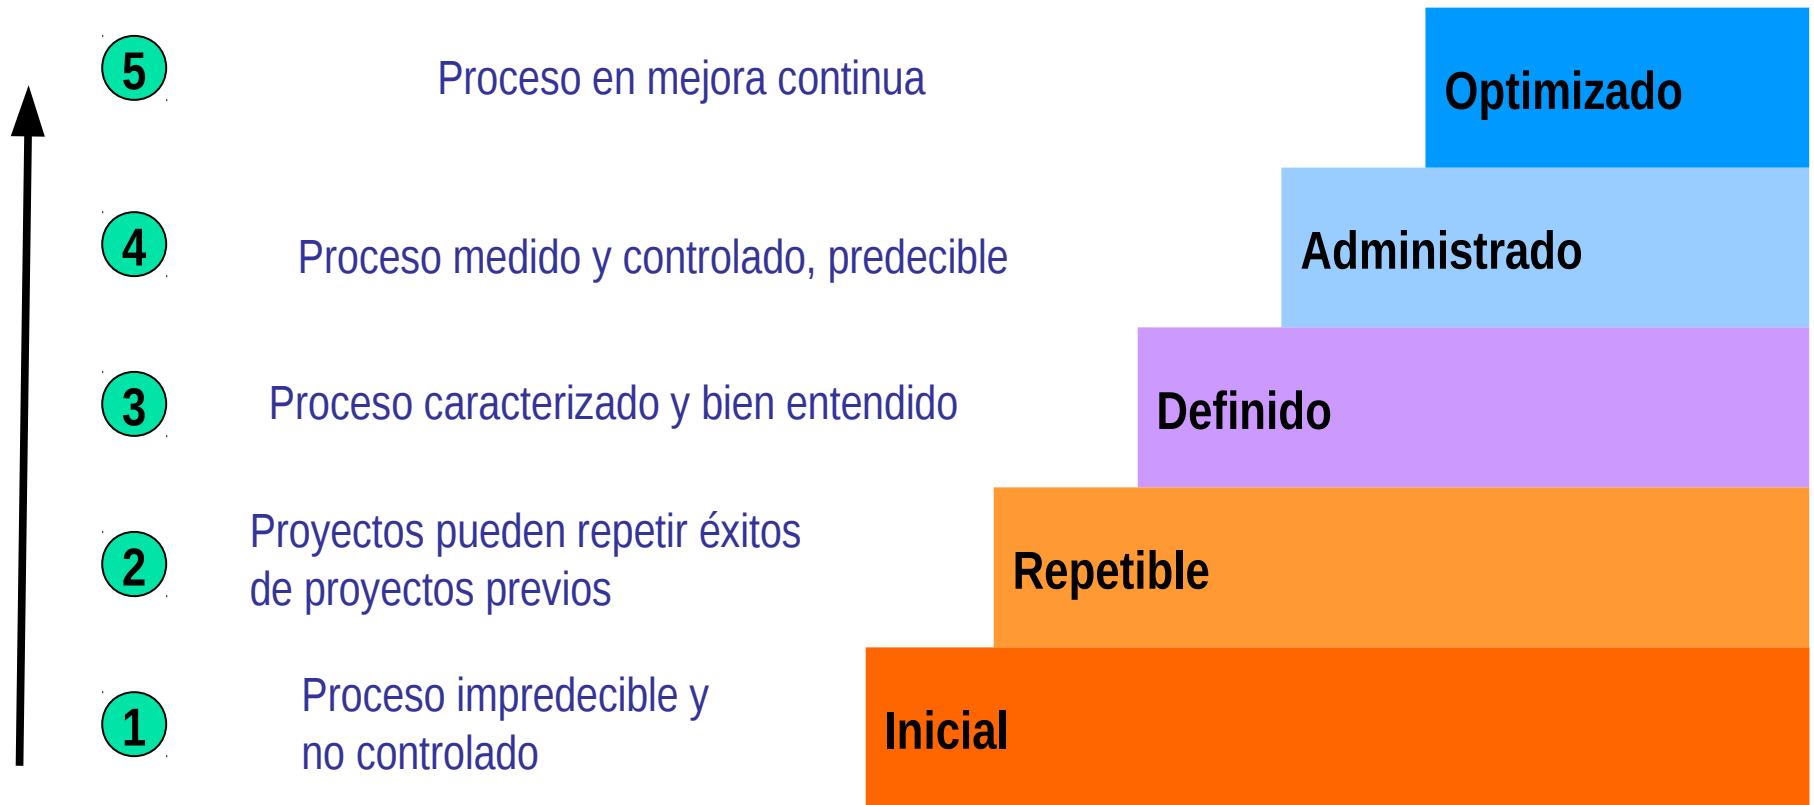 5
Proceso en mejora continua
Optimizado
4
Proceso medido y controlado, predecible
Administrado
3
Proceso caracterizado y bien entendido
Definido
2
Proyectos pueden repetir éxitos
de proyectos previos
Repetible
1
Proceso impredecible y
no controlado
Inicial